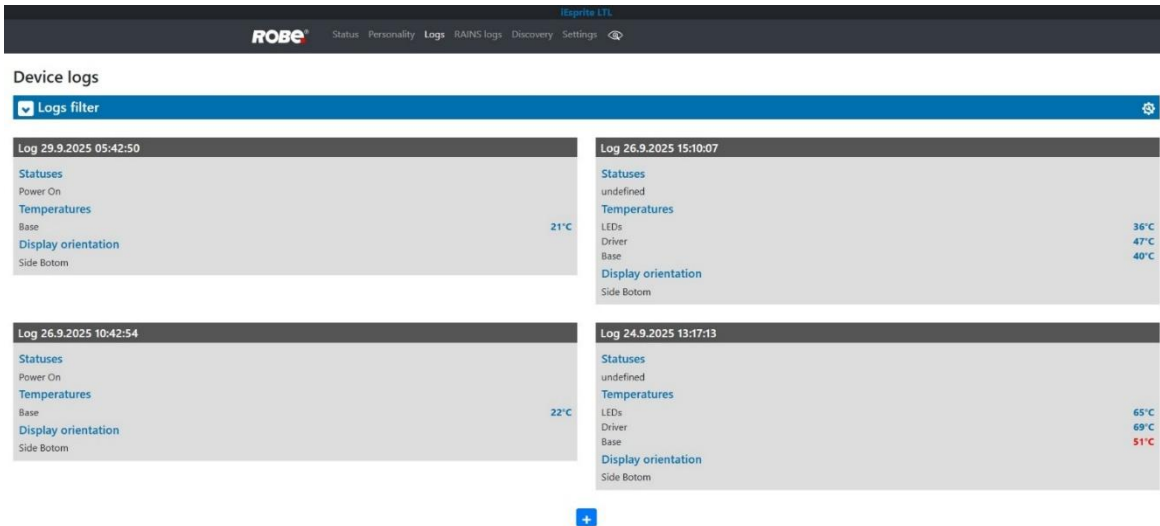 iEsprite LTL
ROBE® Status Personality Logs RAINS logs Discovery Settings
Device logs
Logs filter
Log 29.9.2025 05:42:50
Statuses
Power On
Temperatures
Base 21°C
Display orientation
Side Botom
Log 26.9.2025 15:10:07
Statuses
undefined
Temperatures
LEDs 36°C
Driver 47°C
Base 40°C
Display orientation
Side Botom
Log 26.9.2025 10:42:54
Statuses
Power On
Temperatures
Base 22°C
Display orientation
Side Botom
Log 24.9.2025 13:17:13
Statuses
undefined
Temperatures
LEDs 65°C
Driver 69°C
Base 51°C
Display orientation
Side Botom
+